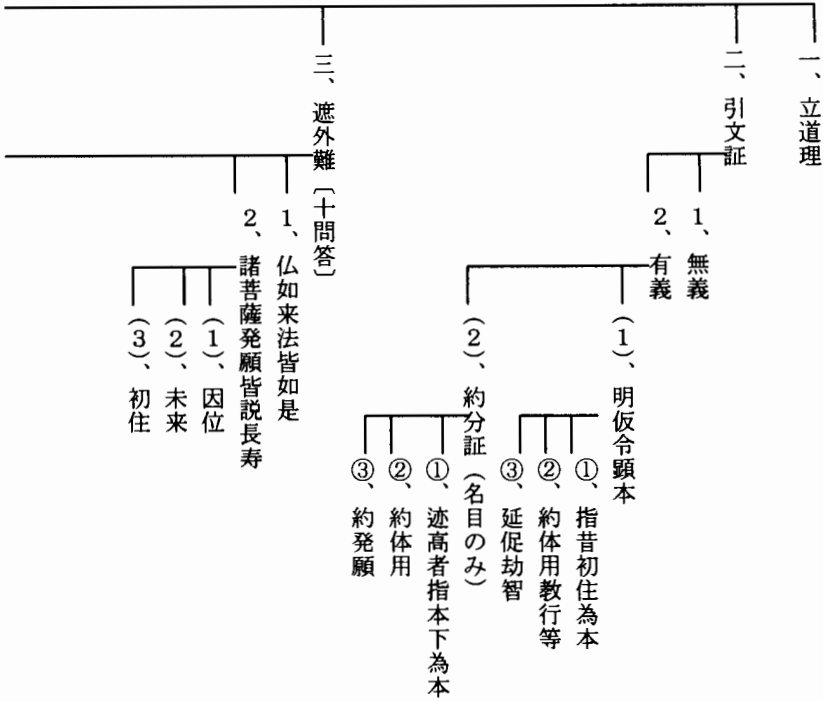 一、立道理
二、引文証
1、無義
2、有義
(1)、明仮令顕本
①、指昔初住為本
②、約体用教行等
③、延促劫智
(2)、約分証(名目のみ)
①、迹高者指本下為本
②、約体用
③、約発願
三、遮外難〔十問答〕
1、仏如来法皆如是
2、諸菩薩発願皆説長寿
(1)、因位
(2)、未来
(3)、初住